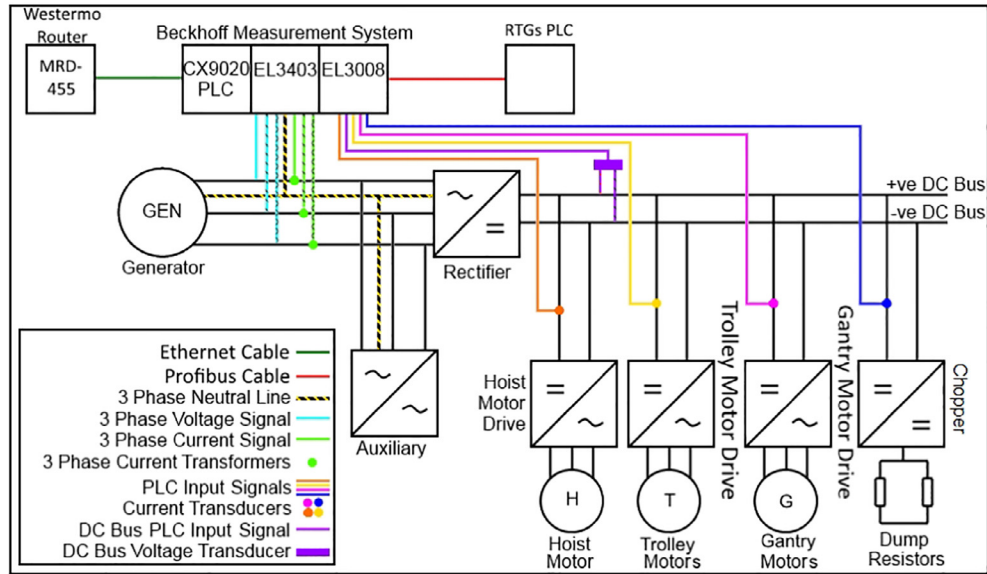 Westermo
Router
MRD-
455
Beckhoff Measurement System
CX9020
PLC
EL3403
EL3008
RTGs PLC
GEN
Generator
Rectifier
+ve DC Bus
-ve DC Bus
Auxiliary
Hoist
Motor
Drive
Trolley Motor Drive
Gantry Motor Drive
Chopper
H
T
G
Hoist
Motor
Trolley
Motors
Gantry
Motors
Dump
Resistors
Ethernet Cable
Profibus Cable
3 Phase Neutral Line
3 Phase Voltage Signal
3 Phase Current Signal
3 Phase Current Transformers
PLC Input Signals
Current Transducers
DC Bus PLC Input Signal
DC Bus Voltage Transducer